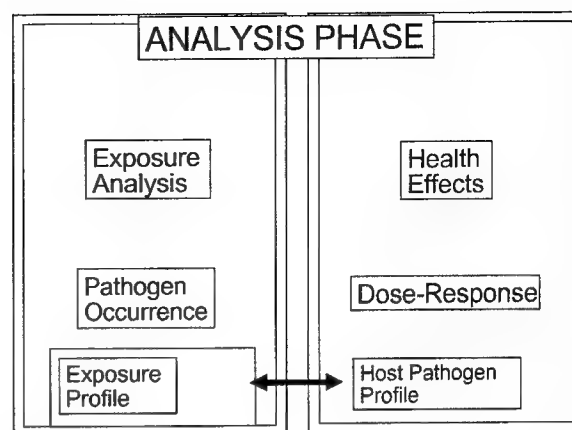 ANALYSIS PHASE
Exposure
Analysis
Pathogen
Occurrence
Exposure
Profile
Health
Effects
Dose-Response
Host Pathogen
Profile